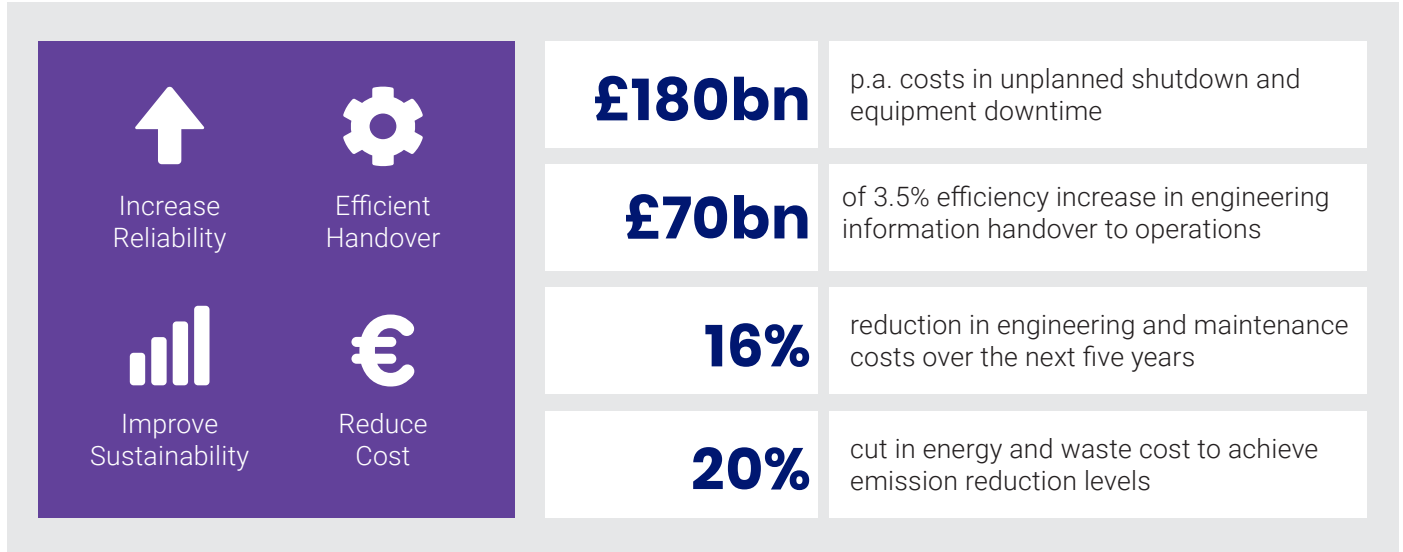 Increase
Reliability
Efficient
Handover
Improve
Sustainability
€
Reduce
Cost
£180bn
p.a. costs in unplanned shutdown and
equipment downtime
£70bn
of 3.5% efficiency increase in engineering
information handover to operations
16%
reduction in engineering and maintenance
costs over the next five years
20%
cut in energy and waste cost to achieve
emission reduction levels